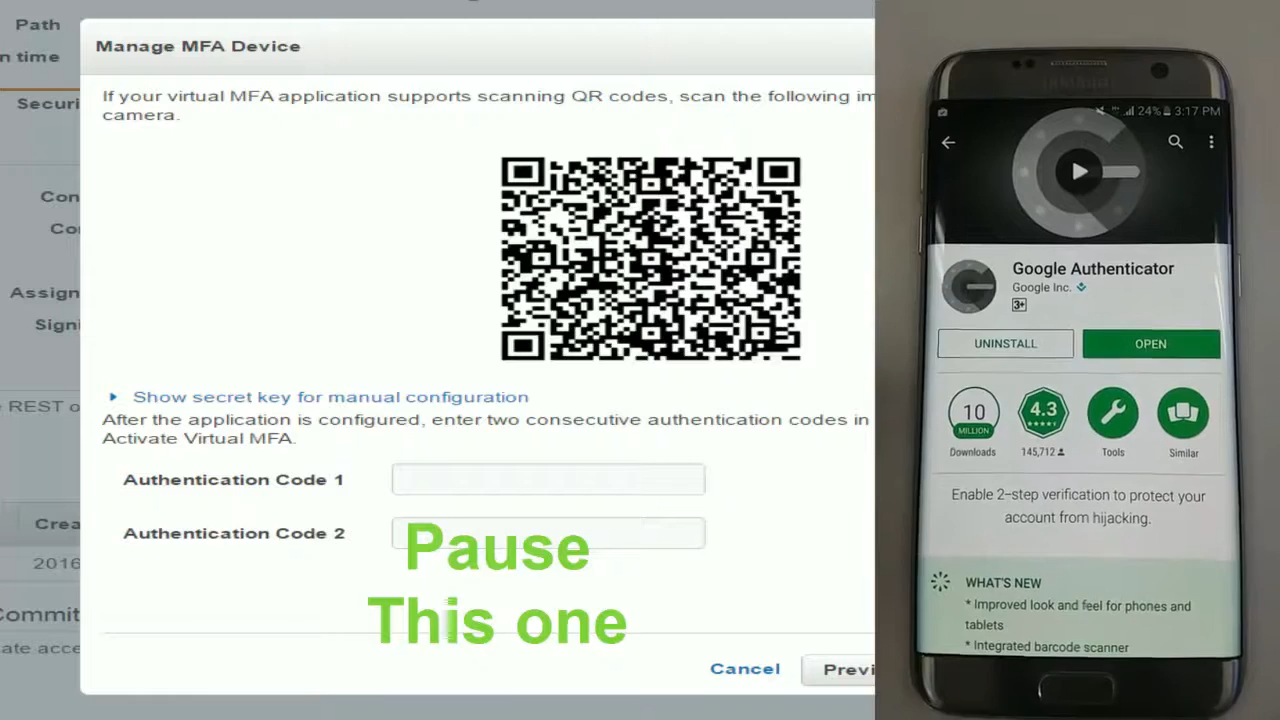 Path
n time
Securi
Con
Co
Assign
Signi
REST o
Crea
2016
Commit
ate acce
Manage MFA Device
If your virtual MFA application supports scanning QR codes, scan the following im
camera.
Show secret key for manual configuration
After the application is configured, enter two consecutive authentication codes in
Activate Virtual MFA.
Authentication Code 1
Authentication Code 2
Pause
This one
Cancel
Previ
SAMSUNG
24% 3:17 PM
Google Authenticator
Google Inc.
3+
UNINSTALL
OPEN
10
MILLION
Downloads
4.3
145,712
Tools
Similar
Enable 2-step verification to protect your
account from hijacking.
WHAT'S NEW
* Improved look and feel for phones and
tablets
* Integrated barcode scanner